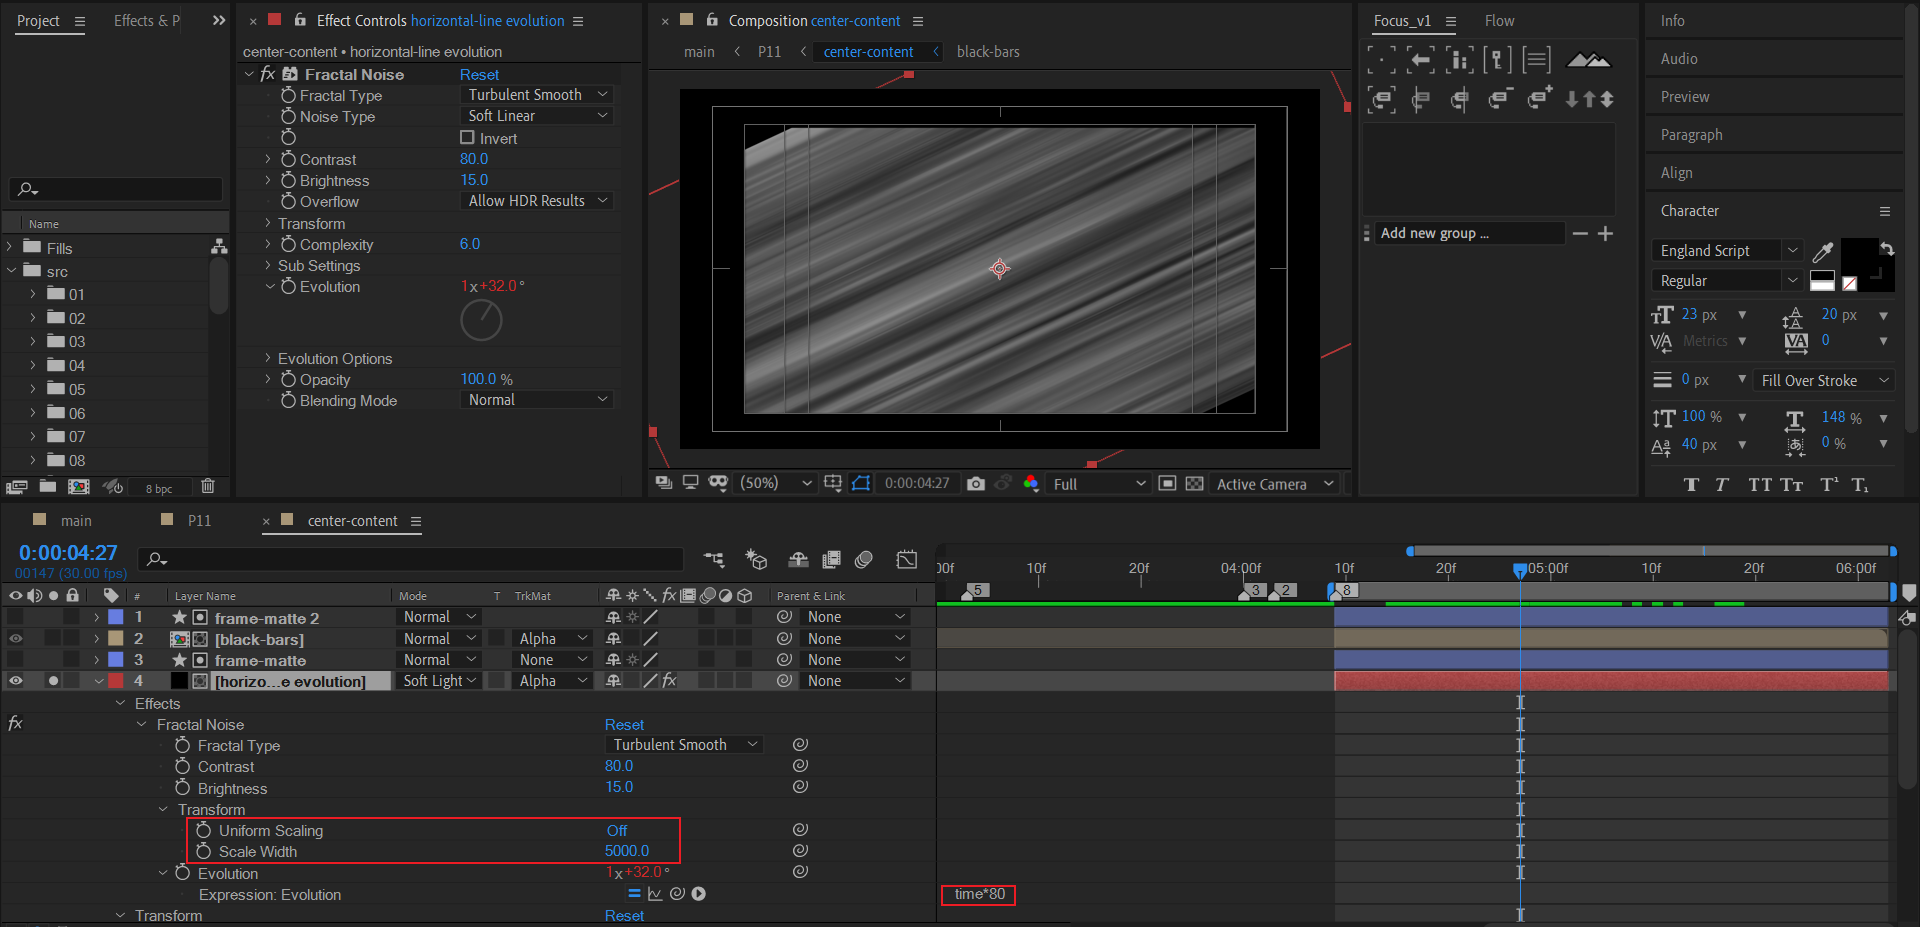 Project
Effects & P
Effect Controls horizontal-line evolution
center-content • horizontal-line evolution
fx Fractal Noise Reset
Fractal Type Turbulent Smooth
Noise Type Soft Linear
Invert
Contrast 80.0
Brightness 15.0
Overflow Allow HDR Results
Transform
Complexity 6.0
Sub Settings
Evolution 1x+32.0°
Evolution Options
Opacity 100.0 %
Blending Mode Normal
Name
Fills
src
01
02
03
04
05
06
07
08
8 bpc
Composition center-content
main P11 center-content black-bars
(50%) 0:00:04:27 Full Active Camera
Focus_v1 Flow
Add new group ...
Info
Audio
Preview
Paragraph
Align
Character
England Script
Regular
23 px 20 px
Metrics 0
0 px Fill Over Stroke
100 % 148 %
40 px 0 %
main P11 center-content
0:00:04:27
00147 (30.00 fps)
00f 10f 20f 04:00f 10f 20f 05:00f 10f 20f 06:00f
5 3 2 8
# Layer Name Mode T TrkMat fx Parent & Link
1 frame-matte 2 Normal None
2 [black-bars] Normal Alpha None
3 frame-matte Normal None None
4 [horizo...e evolution] Soft Light Alpha fx None
Effects
fx Fractal Noise Reset
Fractal Type Turbulent Smooth
Contrast 80.0
Brightness 15.0
Transform
Uniform Scaling Off
Scale Width 5000.0
Evolution 1x+32.0°
Expression: Evolution time*80
Transform Reset